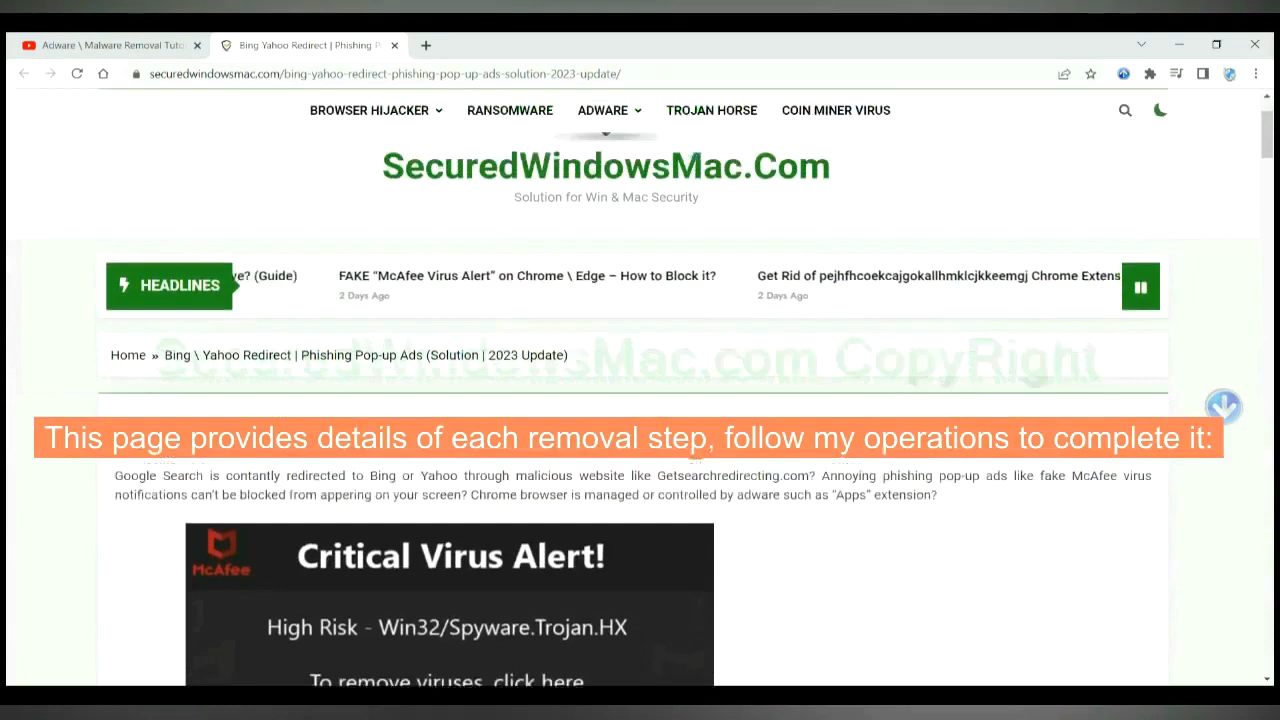 Adware \ Malware Removal Tuto
Bing Yahoo Redirect | Phishing P
securedwindowsmac.com/bing-yahoo-redirect-phishing-pop-up-ads-solution-2023-update/
BROWSER HIJACKER RANSOMWARE ADWARE TROJAN HORSE COIN MINER VIRUS
SecuredWindowsMac.Com
Solution for Win & Mac Security
HEADLINES
ve? (Guide)
FAKE “McAfee Virus Alert” on Chrome \ Edge – How to Block it?
2 Days Ago
Get Rid of pejhfhcoekcajgokallhmklcjkkeemgj Chrome Extens
2 Days Ago
Home » Bing \ Yahoo Redirect | Phishing Pop-up Ads (Solution | 2023 Update)
SecuredWindowsMac.com CopyRight
This page provides details of each removal step, follow my operations to complete it:
Google Search is contantly redirected to Bing or Yahoo through malicious website like Getsearchredirecting.com? Annoying phishing pop-up ads like fake McAfee virus
notifications can’t be blocked from appering on your screen? Chrome browser is managed or controlled by adware such as “Apps” extension?
McAfee
Critical Virus Alert!
High Risk - Win32/Spyware.Trojan.HX
To remove viruses, click here